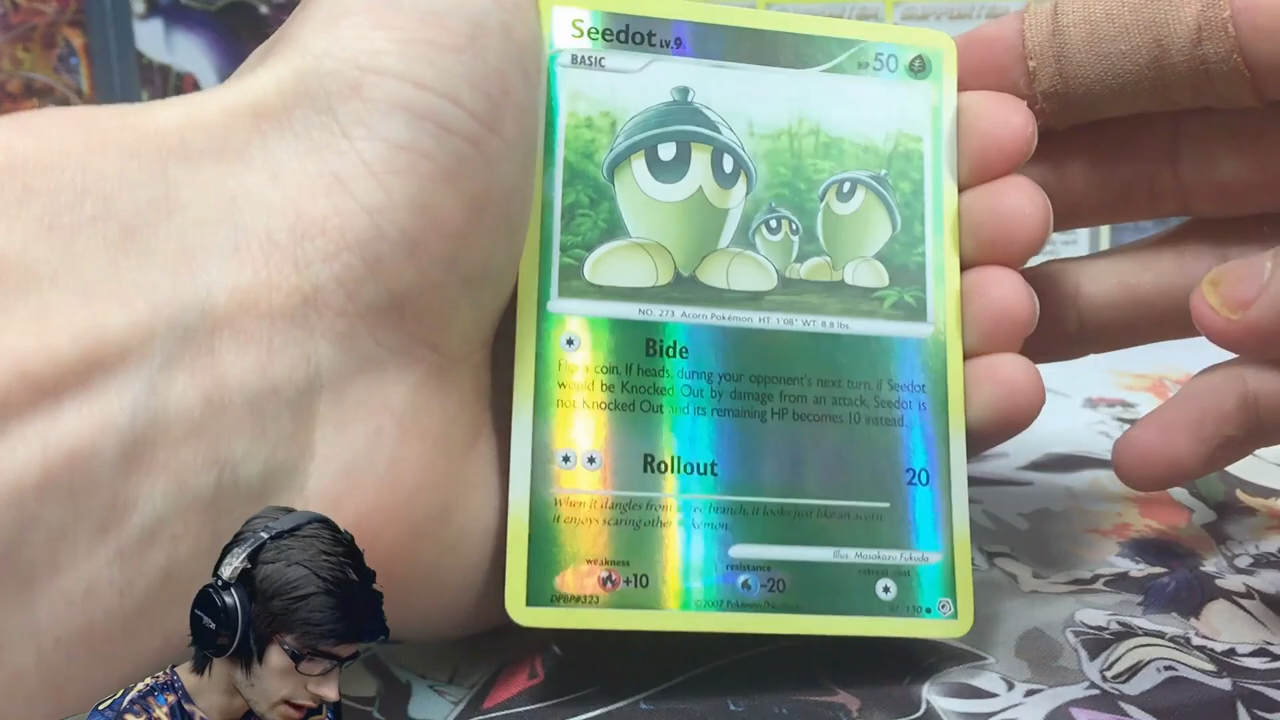 SUPPORTER
Seedot LV.9
HP 50
BASIC
NO. 273 Acorn Pokémon HT: 1'08" WT: 8.8 lbs.
Bide
Flip a coin. If heads, during your opponent's next turn, if Seedot
would be Knocked Out by damage from an attack, Seedot is
not Knocked Out and its remaining HP becomes 10 instead.
Rollout 20
When it dangles from branch, it looks just like an acorn.
It enjoys scaring other Pokémon.
Illus. Masakazu Fukuda
weakness resistance retreat cost
+10 -20
DPBP#323 ©2007 Pokémon/Nintendo /130